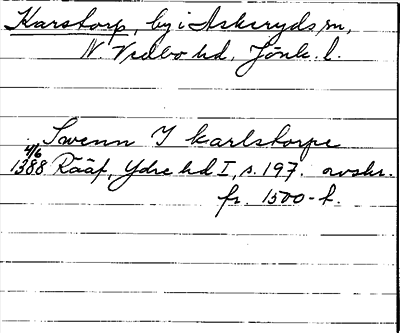 Karstorp, by i Askeryds sn,
N. Vedbo hd, Jönk. l.
Swenn J karlstorpe
4/6
1388 Rääf, Ydre hd I, s. 197. avskr.
fr. 1500-t.